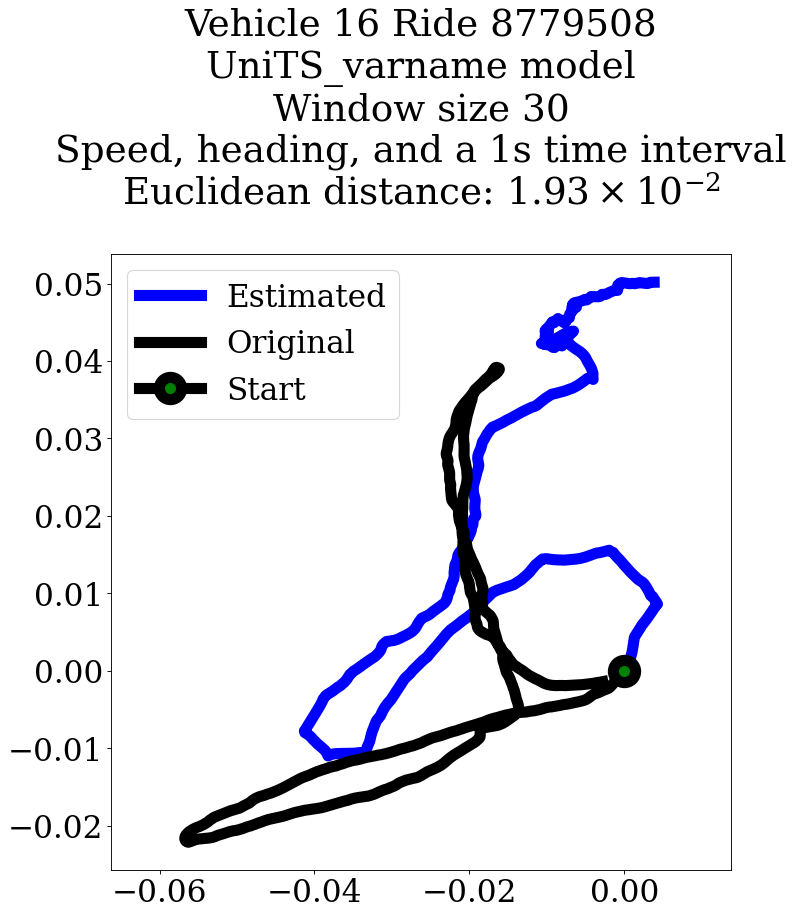 Vehicle 16 Ride 8779508
UniTS_varname model
Window size 30
Speed, heading, and a 1s time interval
Euclidean distance: 1.93 × 10⁻²
Estimated
Original
Start
0.05
0.04
0.03
0.02
0.01
0.00
−0.01
−0.02
−0.06 −0.04 −0.02 0.00